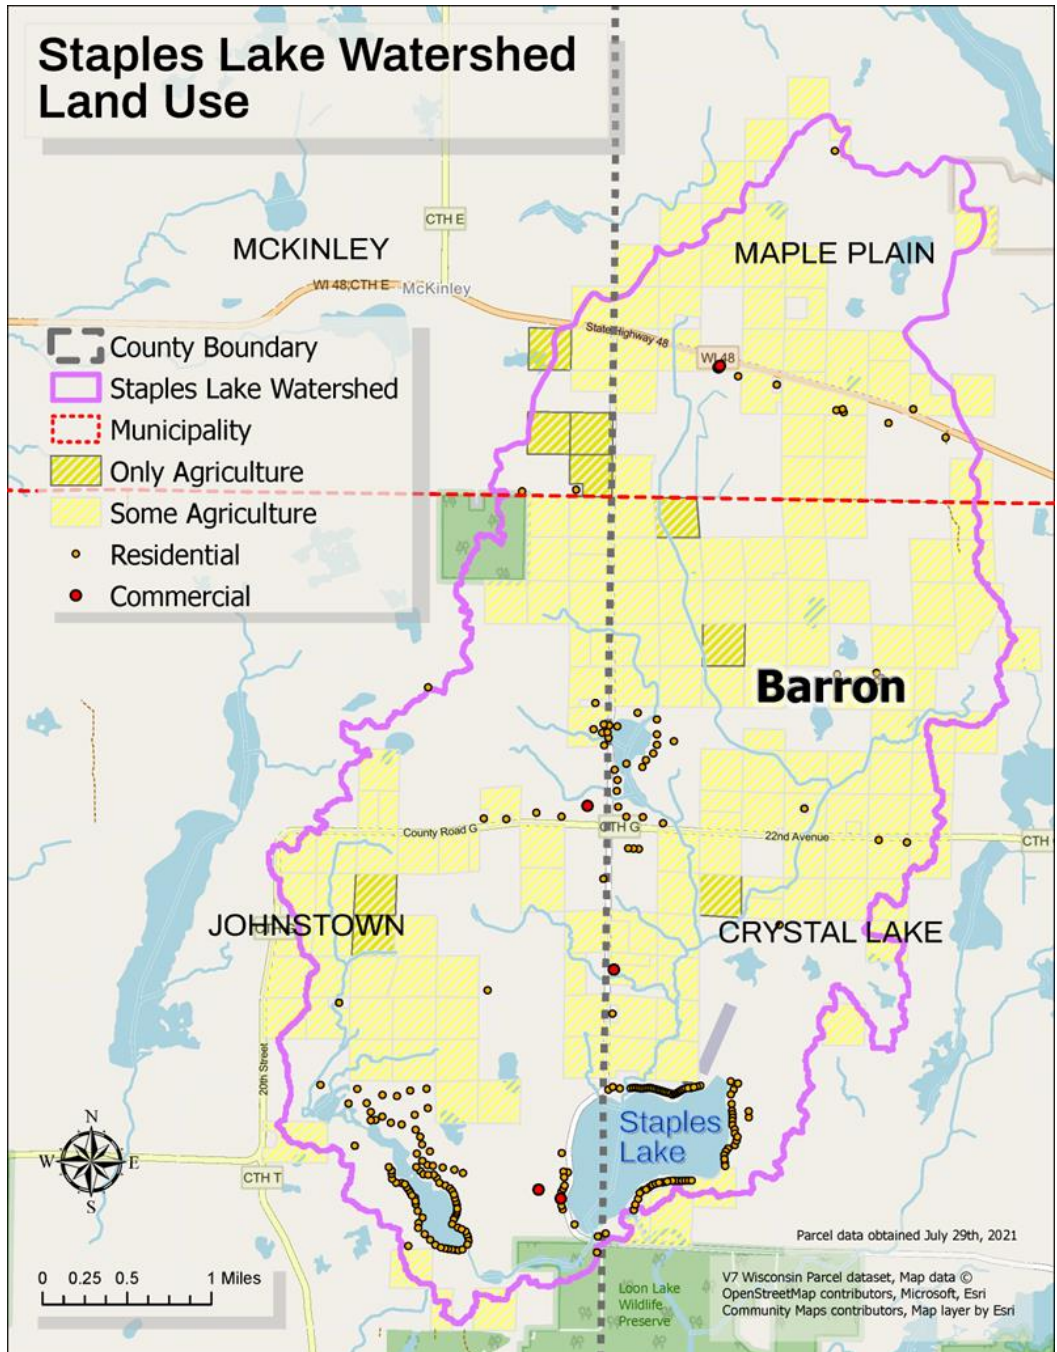 Staples Lake Watershed
Land Use
CTH E
MCKINLEY
MAPLE PLAIN
WI 48;CTH E
McKinley
State Highway 48
WI 48
County Boundary
Staples Lake Watershed
Municipality
Only Agriculture
Some Agriculture
Residential
Commercial
Barron
County Road G
CTH G
22nd Avenue
CTH
JOHNSTOWN
CTH G
CRYSTAL LAKE
20th Street
Staples
Lake
N
W
E
S
CTH T
Parcel data obtained July 29th, 2021
0 0.25 0.5 1 Miles
Loon Lake
Wildlife
Preserve
V7 Wisconsin Parcel dataset, Map data ©
OpenStreetMap contributors, Microsoft, Esri
Community Maps contributors, Map layer by Esri